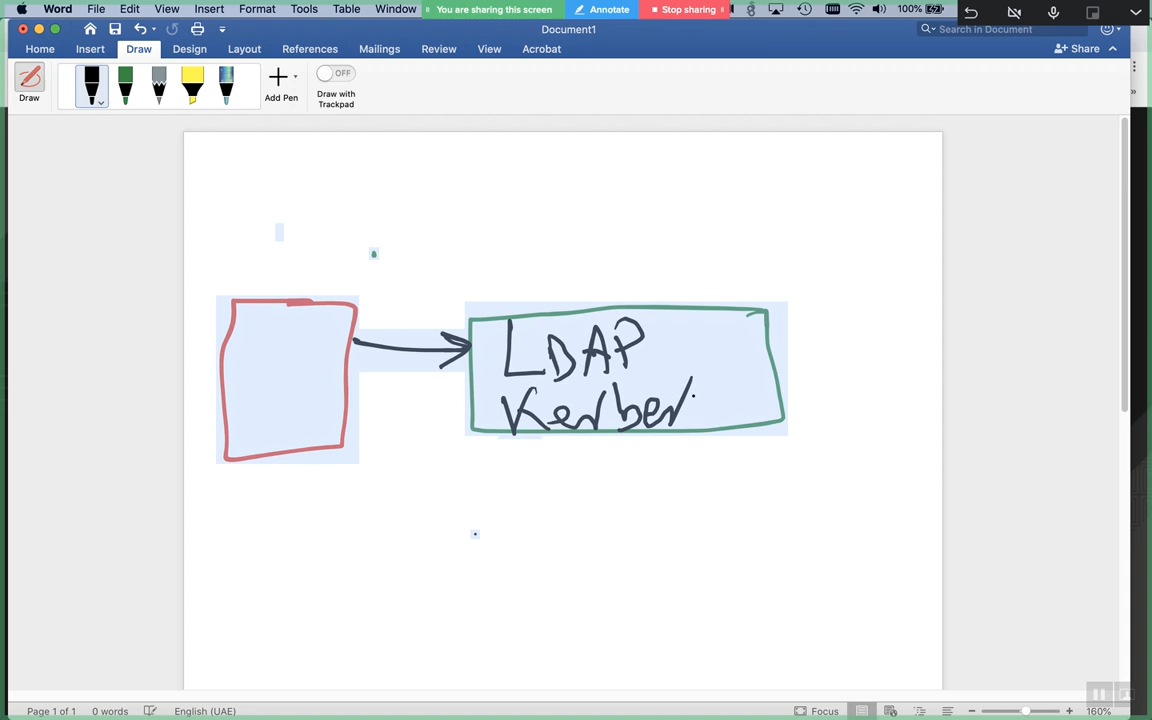 Word File Edit View Insert Format Tools Table Window
You are sharing this screen Annotate Stop sharing 100%
Document1
Search in Document
Home Insert Draw Design Layout References Mailings Review View Acrobat Share
OFF
Draw Add Pen Draw with
Trackpad
LDAP
Kerber
Page 1 of 1 0 words English (UAE) Focus 160%